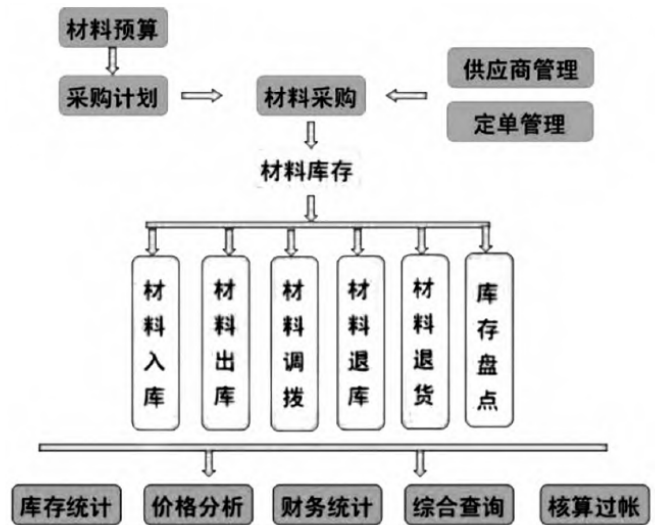 材料预算
采购计划
材料采购
供应商管理
定单管理
材料库存
材料入库
材料出库
材料调拨
材料退库
材料退货
库存盘点
库存统计
价格分析
财务统计
综合查询
核算过帐